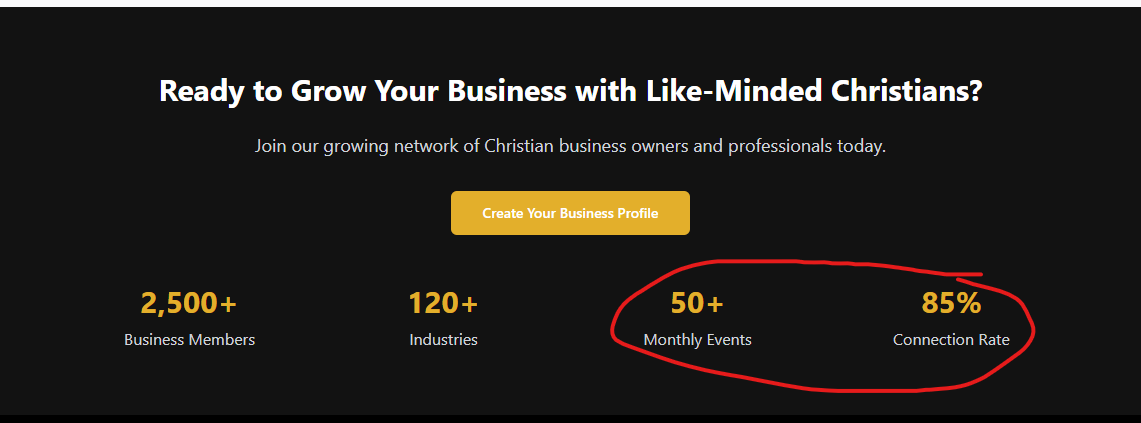 Ready to Grow Your Business with Like-Minded Christians?
Join our growing network of Christian business owners and professionals today.
Create Your Business Profile
2,500+ 120+ 50+ 85%
Business Members Industries Monthly Events Connection Rate